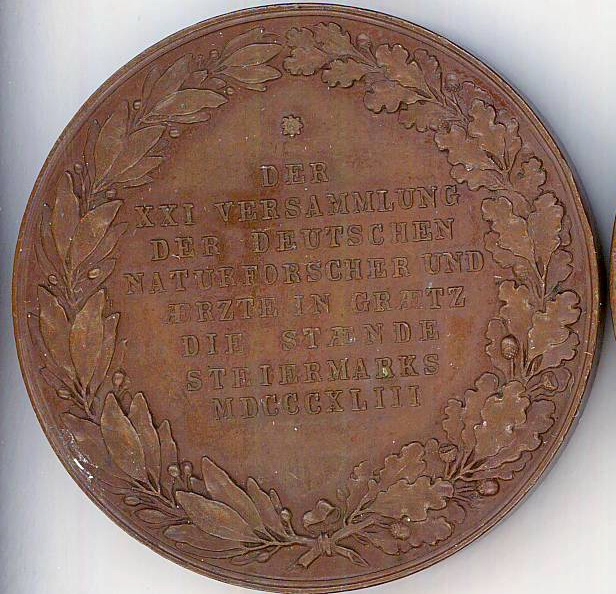 DER
XXI VERSAMMLUNG
DER DEUTSCHEN
NATURFORSCHER UND
ÆRZTE IN GRÆTZ
DIE STÆNDE
STEIERMARKS
MDCCCXLIII